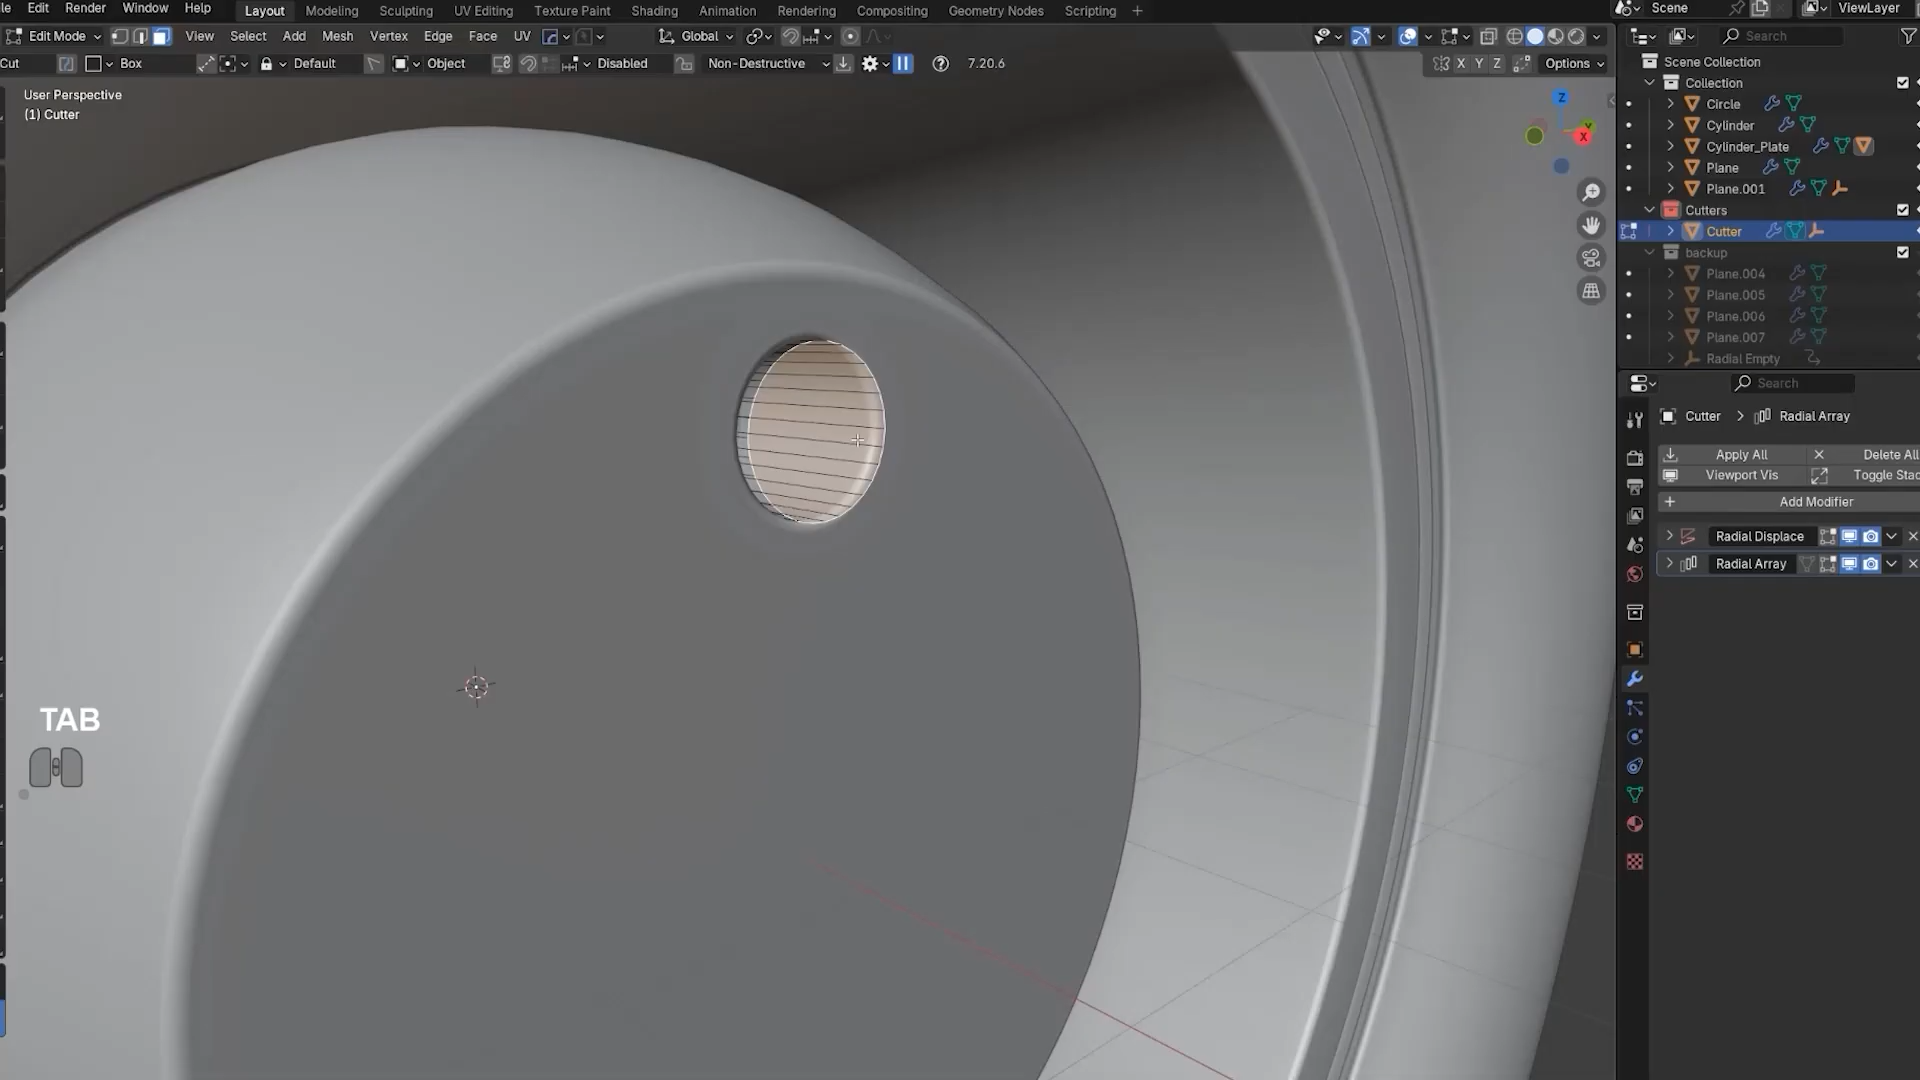 le Edit Render Window Help Layout Modeling Sculpting UV Editing Texture Paint Shading Animation Rendering Compositing Geometry Nodes Scripting + Scene ViewLayer
Edit Mode View Select Add Mesh Vertex Edge Face UV Global Search
Cut Box Default Object Disabled Non-Destructive 7.20.6 X Y Z Options
User Perspective
(1) Cutter
Z
Y
X
TAB
Scene Collection
Collection
Circle
Cylinder
Cylinder_Plate
Plane
Plane.001
Cutters
Cutter
backup
Plane.004
Plane.005
Plane.006
Plane.007
Radial Empty
Search
Cutter > Radial Array
Apply All Delete All
Viewport Vis Toggle Stac
Add Modifier
Radial Displace
Radial Array